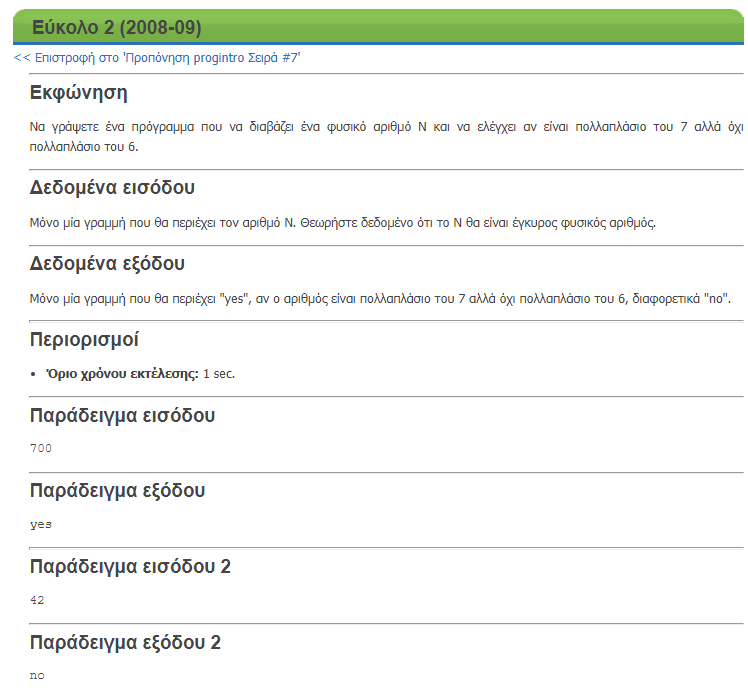 Εύκολο 2 (2008-09)
<< Επιστροφή στο 'Προπόνηση progintro Σειρά #7'
Εκφώνηση
Να γράψετε ένα πρόγραμμα που να διαβάζει ένα φυσικό αριθμό Ν και να ελέγχει αν είναι πολλαπλάσιο του 7 αλλά όχι
πολλαπλάσιο του 6.
Δεδομένα εισόδου
Μόνο μία γραμμή που θα περιέχει τον αριθμό Ν. Θεωρήστε δεδομένο ότι το Ν θα είναι έγκυρος φυσικός αριθμός.
Δεδομένα εξόδου
Μόνο μία γραμμή που θα περιέχει "yes", αν ο αριθμός είναι πολλαπλάσιο του 7 αλλά όχι πολλαπλάσιο του 6, διαφορετικά "no".
Περιορισμοί
• Όριο χρόνου εκτέλεσης: 1 sec.
Παράδειγμα εισόδου
700
Παράδειγμα εξόδου
yes
Παράδειγμα εισόδου 2
42
Παράδειγμα εξόδου 2
no